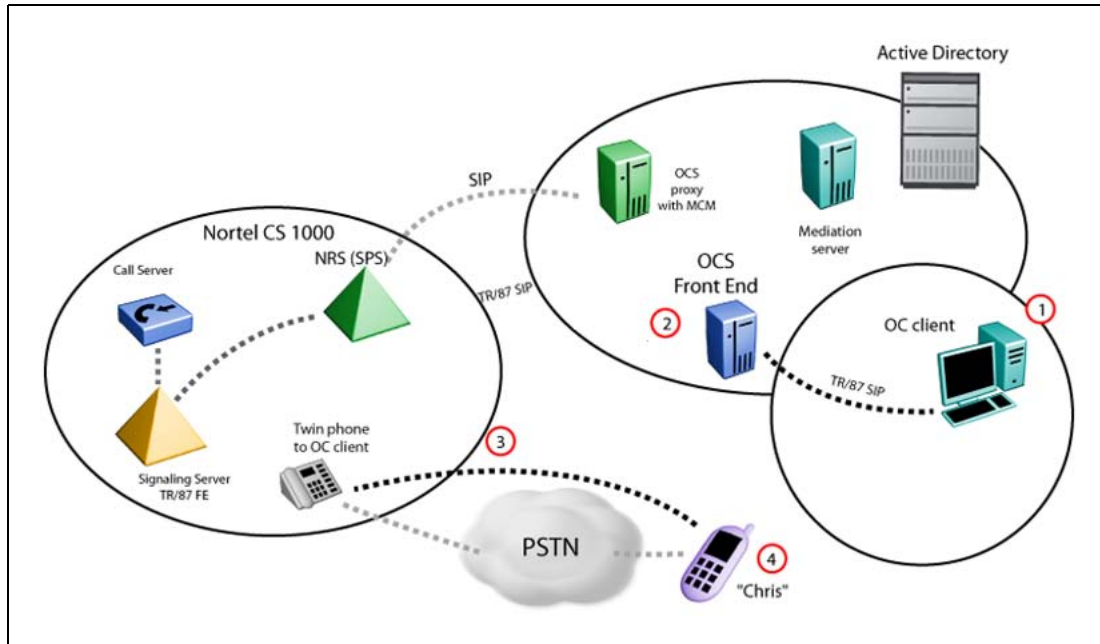 Active Directory
SIP
OCS
proxy
with MCM
Mediation
server
Nortel CS 1000
NRS (SPS)
Call Server
TR/87 SIP
OCS
Front End
2
1
OC client
TR/87 SIP
Twin phone
to OC client
3
Signaling Server
TR/87 FE
PSTN
4
"Chris"